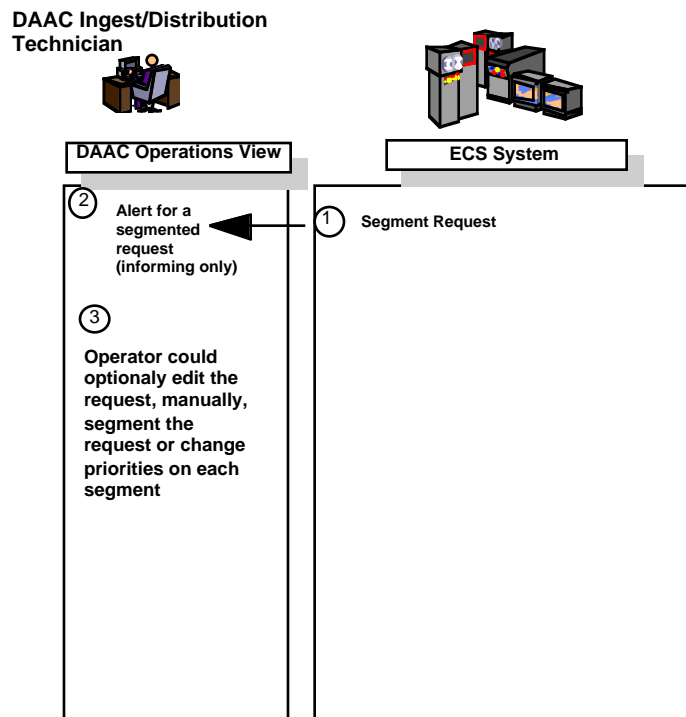 DAAC Ingest/Distribution
Technician
DAAC Operations View
ECS System
2
Alert for a
segmented
request
(informing only)
1
Segment Request
3
Operator could
optionaly edit the
request, manually,
segment the
request or change
priorities on each
segment